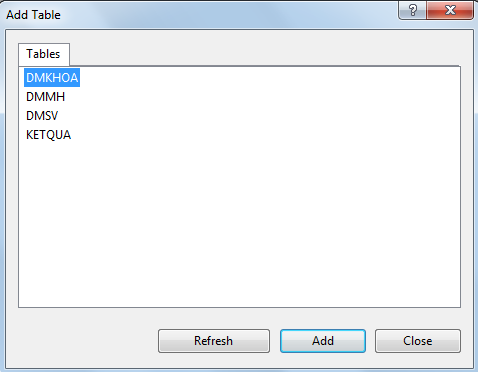 Add Table
Tables
DMKHOA
DMMH
DMSV
KETQUA
Refresh Add Close